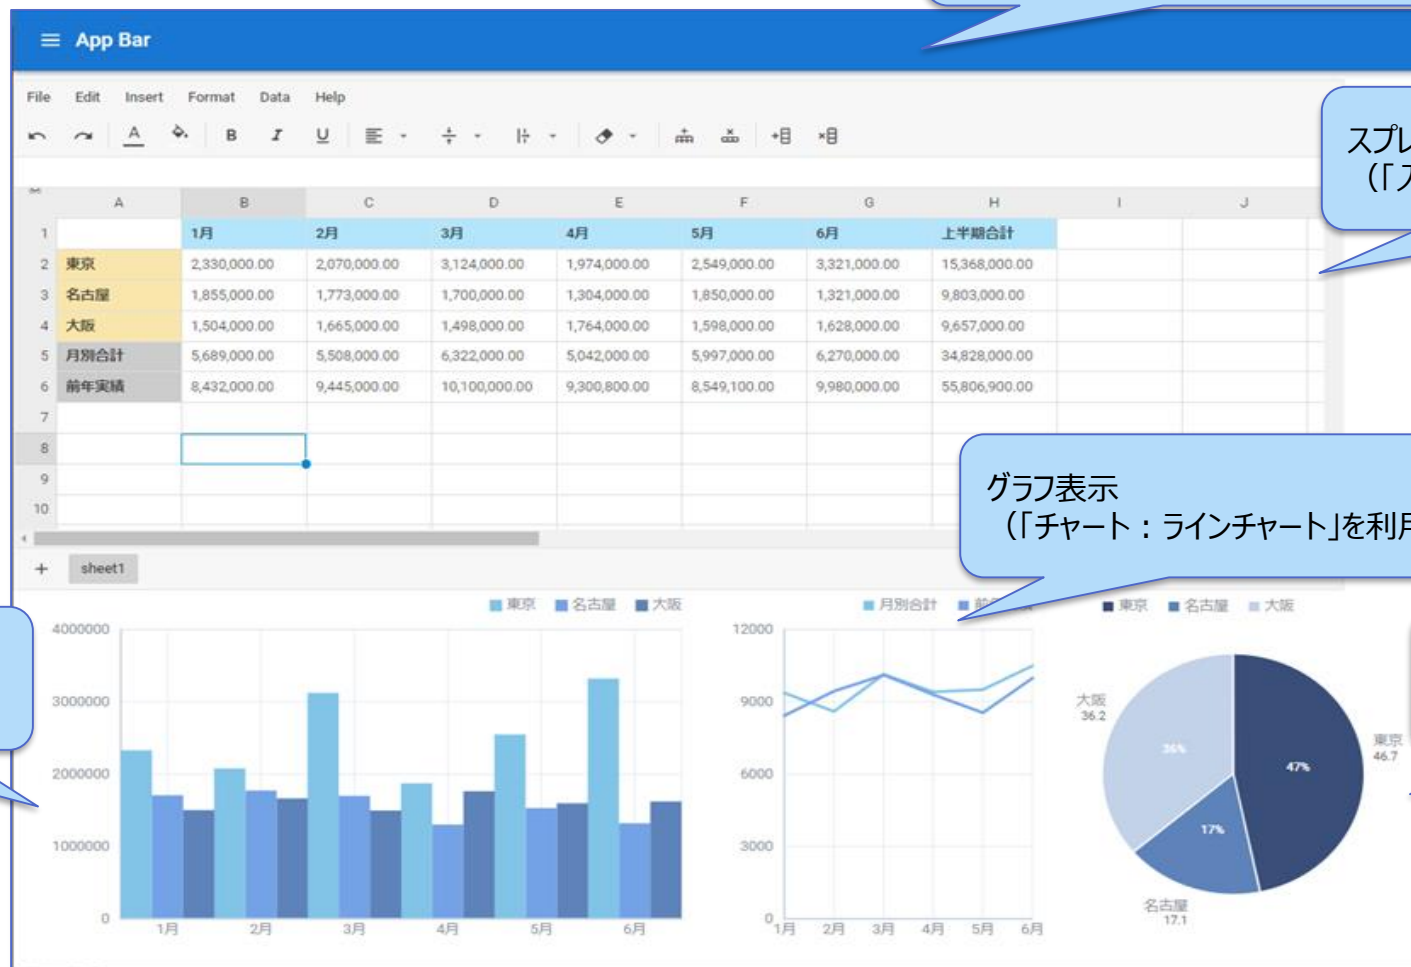 App Bar
File Edit Insert Format Data Help
A B I U
スプレ
(「ス
A B C D E F G H I J
1 1月 2月 3月 4月 5月 6月 上半期合計
2 東京 2,330,000.00 2,070,000.00 3,124,000.00 1,974,000.00 2,549,000.00 3,321,000.00 15,368,000.00
3 名古屋 1,855,000.00 1,773,000.00 1,700,000.00 1,304,000.00 1,850,000.00 1,321,000.00 9,803,000.00
4 大阪 1,504,000.00 1,665,000.00 1,498,000.00 1,764,000.00 1,598,000.00 1,628,000.00 9,657,000.00
5 月別合計 5,689,000.00 5,508,000.00 6,322,000.00 5,042,000.00 5,997,000.00 6,270,000.00 34,828,000.00
6 前年実績 8,432,000.00 9,445,000.00 10,100,000.00 9,300,800.00 8,549,100.00 9,980,000.00 55,806,900.00
7
8
9
10
グラフ表示
(「チャート：ラインチャート」を利用
+ sheet1
東京 名古屋 大阪
4000000
3000000
2000000
1000000
0
1月 2月 3月 4月 5月 6月
月別合計
12000
9000
6000
3000
0
1月 2月 3月 4月 5月 6月
東京 名古屋 大阪
大阪
36.2
36%
東京
46.7
47%
17%
名古屋
17.1